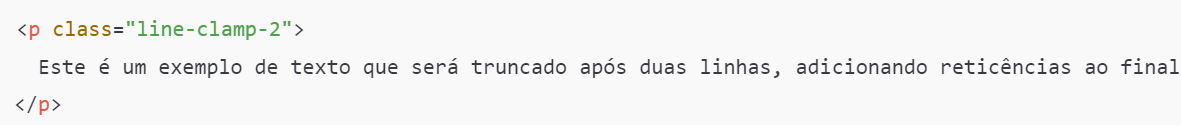 <p class="line-clamp-2">
Este é um exemplo de texto que será truncado após duas linhas, adicionando reticências ao final
</p>